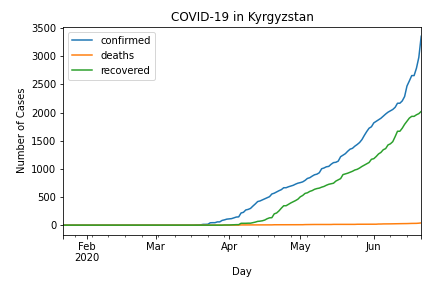 COVID-19 in Kyrgyzstan
3500
3000
2500
2000
1500
1000
500
0
Number of Cases
confirmed
deaths
recovered
Feb
2020
Mar
Apr
May
Jun
Day